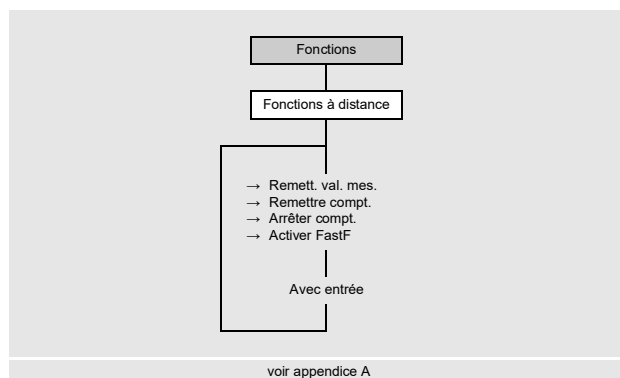 Fonctions
Fonctions à distance
→ Remett. val. mes.
→ Remettre compt.
→ Arrêter compt.
→ Activer FastF
Avec entrée
voir appendice A